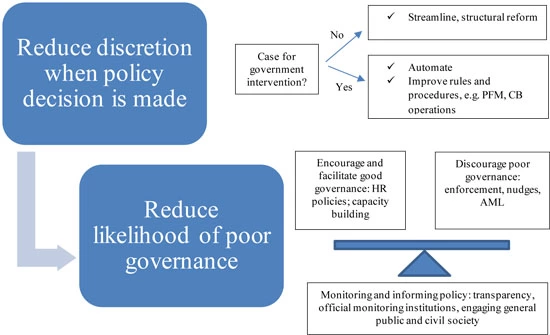 Reduce discretion
when policy
decision is made
Case for
government
intervention?
No
Yes
✓ Streamline, structural reform
✓ Automate
✓ Improve rules and
procedures, e.g. PFM, CB
operations
Reduce
likelihood of poor
governance
Encourage and
facilitate good
governance: HR
policies; capacity
building
Discourage poor
governance:
enforcement, nudges,
AML
Monitoring and informing policy: transparency,
official monitoring institutions, engaging general
public and civil society